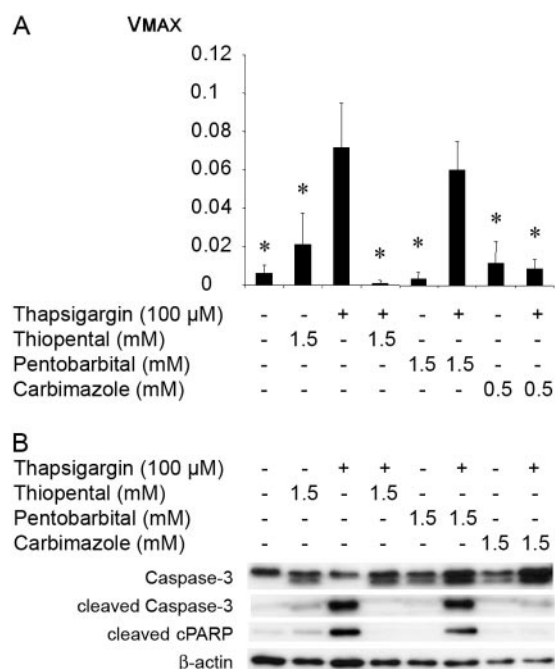 A
VMAX
0.12
0.1
0.08
0.06
0.04
0.02
0
* * * * * *
Thapsigargin (100 µM) - - + + - + - +
Thiopental (mM) - 1.5 - 1.5 - - - -
Pentobarbital (mM) - - - - 1.5 1.5 - -
Carbimazole (mM) - - - - - - 0.5 0.5
B
Thapsigargin (100 µM) - - + + - + - +
Thiopental (mM) - 1.5 - 1.5 - - - -
Pentobarbital (mM) - - - - 1.5 1.5 - -
Carbimazole (mM) - - - - - - 1.5 1.5
Caspase-3
cleaved Caspase-3
cleaved cPARP
β-actin